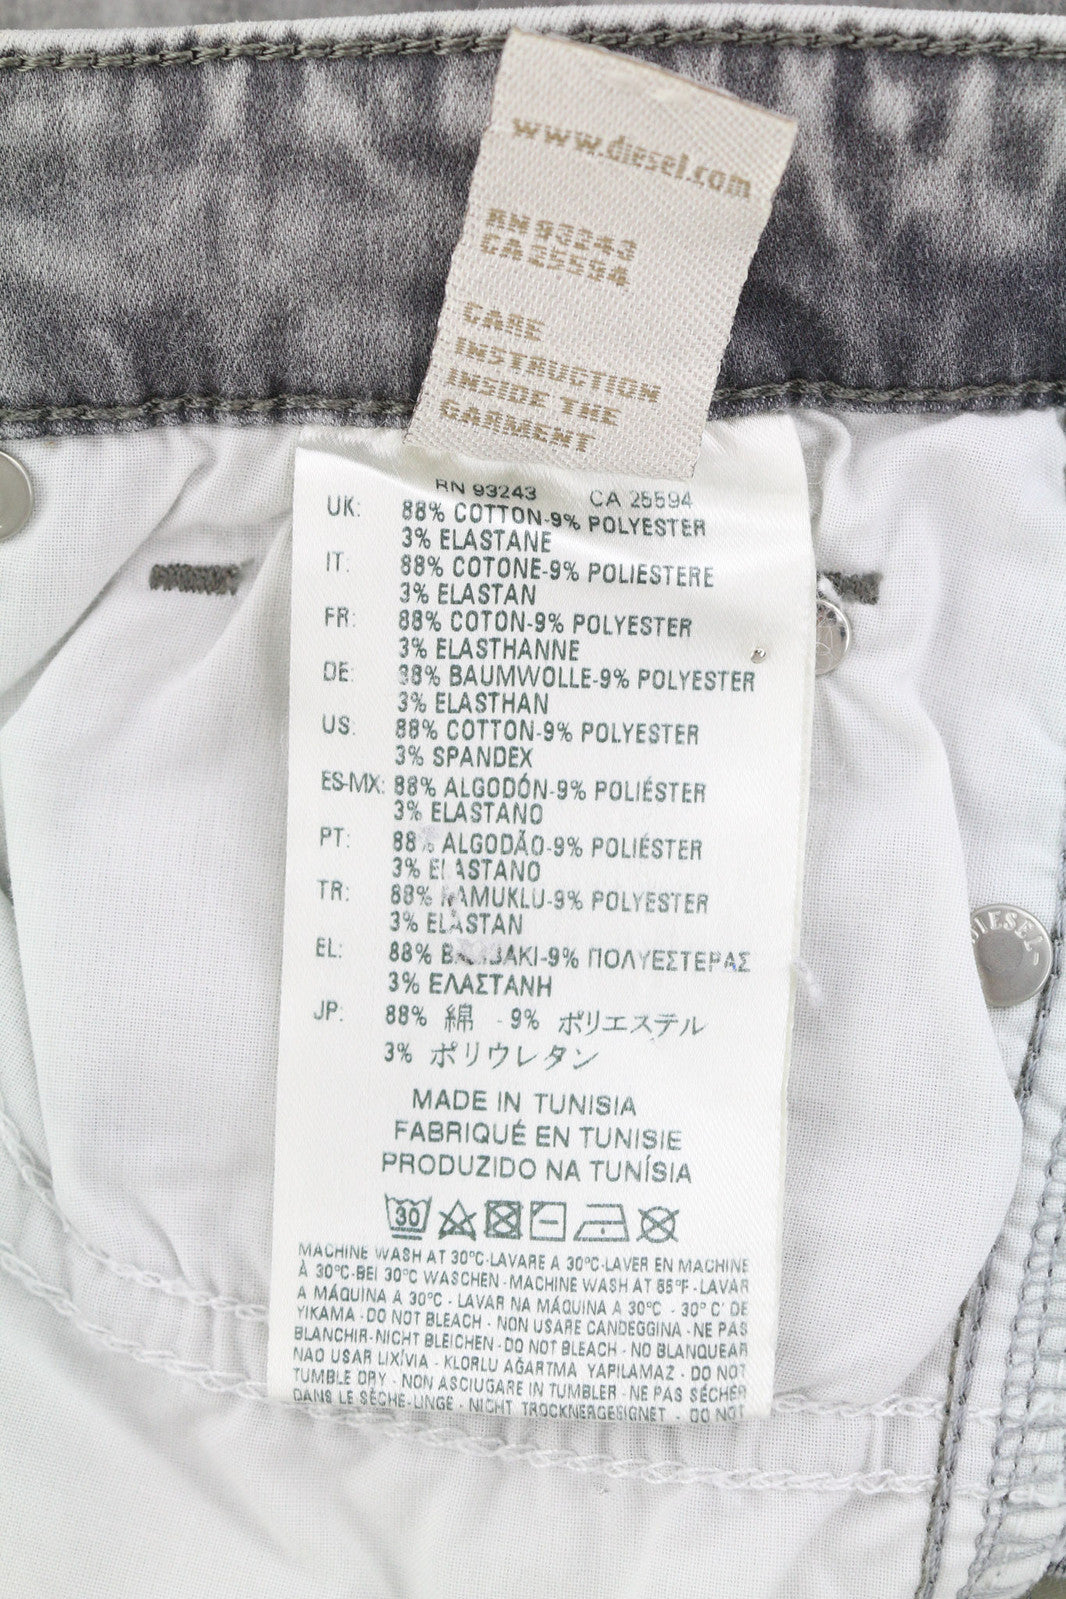 www.diesel.com
RN 93243
CA 25594
CARE
INSTRUCTION
INSIDE THE
GARMENT
RN 93243 CA 25594
UK: 88% COTTON-9% POLYESTER
3% ELASTANE
IT: 88% COTONE-9% POLIESTERE
3% ELASTAN
FR: 88% COTON-9% POLYESTER
3% ELASTHANNE
DE: 88% BAUMWOLLE-9% POLYESTER
3% ELASTHAN
US: 88% COTTON-9% POLYESTER
3% SPANDEX
ES-MX: 88% ALGODÓN-9% POLIÉSTER
3% ELASTANO
PT: 88% ALGODÃO-9% POLIÉSTER
3% ELASTANO
TR: 88% PAMUKLU-9% POLYESTER
3% ELASTAN
EL: 88% ΒΑΜΒΑΚΙ-9% ΠΟΛΥΕΣΤΕΡΑΣ
3% ΕΛΑΣΤΑΝΗ
JP: 88% 綿 - 9% ポリエステル
3% ポリウレタン
MADE IN TUNISIA
FABRIQUÉ EN TUNISIE
PRODUZIDO NA TUNÍSIA
30
MACHINE WASH AT 30°C-LAVARE A 30°C-LAVER EN MACHINE
À 30°C-BEI 30°C WASCHEN - MACHINE WASH AT 85°F - LAVAR
A MÁQUINA A 30°C - LAVAR NA MÁQUINA A 30°C - 30° C' DE
YIKAMA - DO NOT BLEACH - NON USARE CANDEGGINA - NE PAS
BLANCHIR-NICHT BLEICHEN - DO NOT BLEACH - NO BLANQUEAR
NAO USAR LIXÍVIA - KLORLU AĞARTMA YAPILAMAZ - DO NOT
TUMBLE DRY - NON ASCIUGARE IN TUMBLER - NE PAS SÉCHER
DANS LE SÈCHE-LINGE - NICHT TROCKNERGEEIGNET - DO NOT
DIESEL